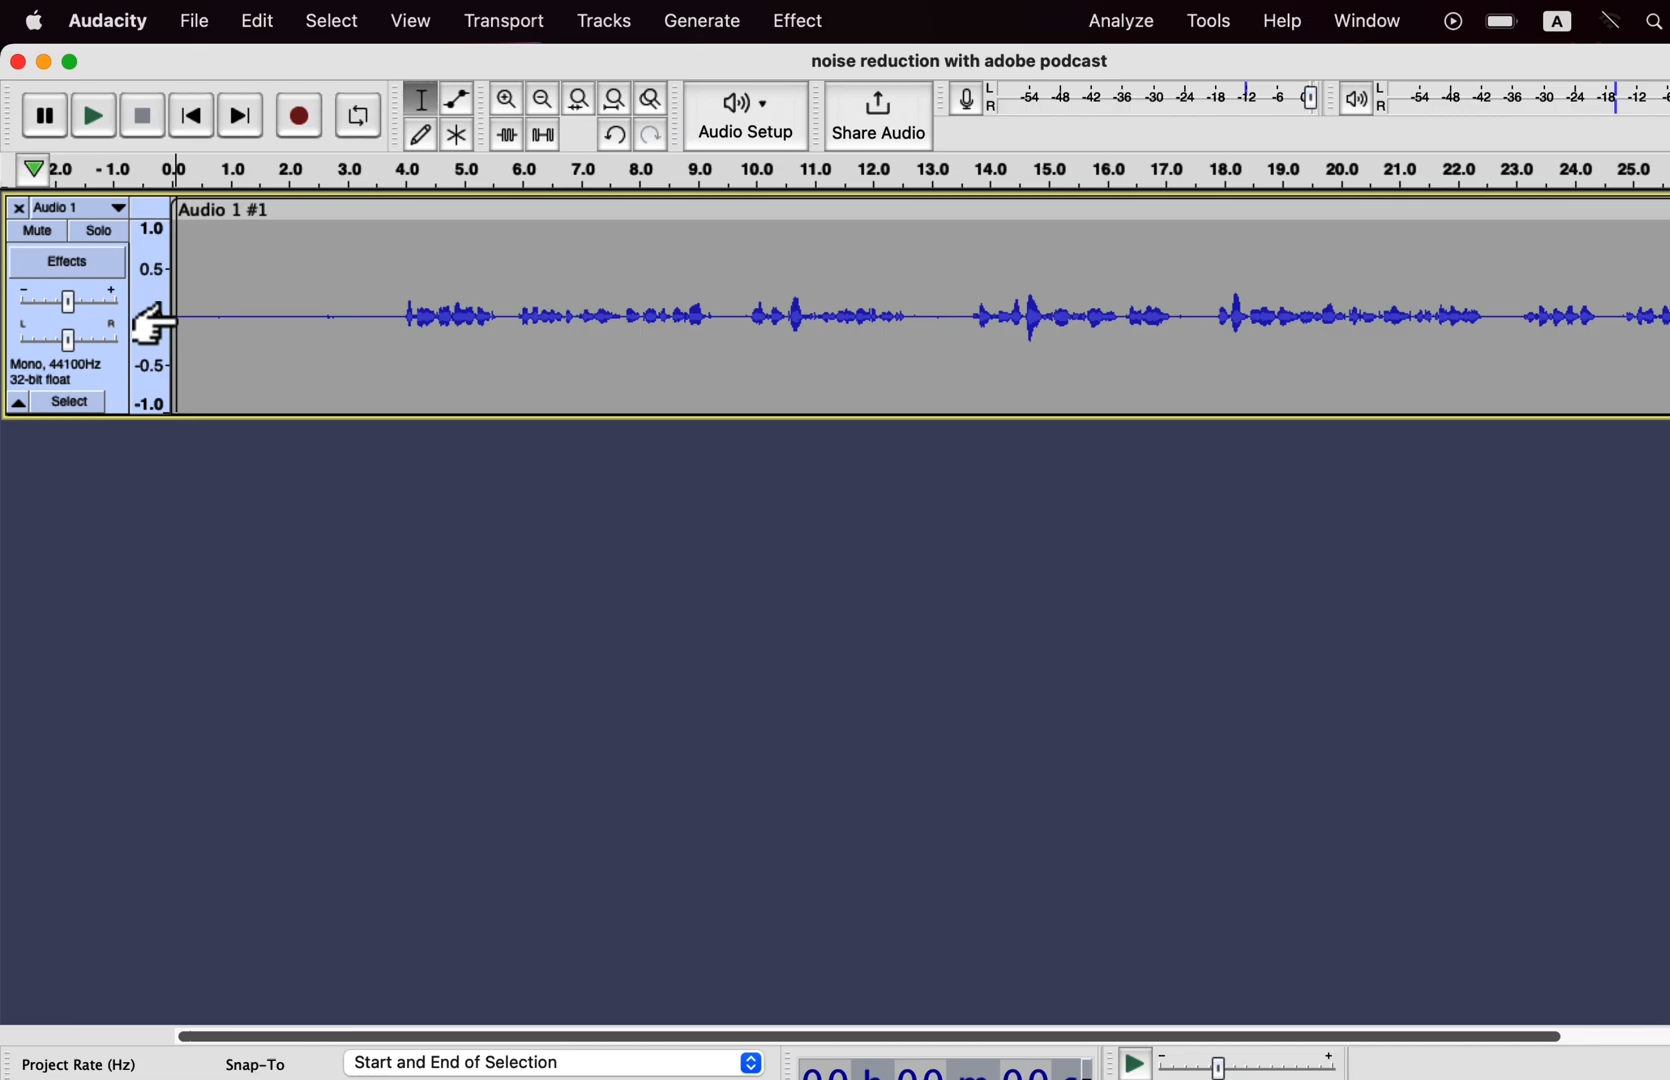 Audacity File Edit Select View Transport Tracks Generate Effect Analyze Tools Help Window A
noise reduction with adobe podcast
Audio Setup
Share Audio
L
R
-54 -48 -42 -36 -30 -24 -18 -12 -6 0
L
R
-54 -48 -42 -36 -30 -24 -18 -12
2.0 -1.0 0.0 1.0 2.0 3.0 4.0 5.0 6.0 7.0 8.0 9.0 10.0 11.0 12.0 13.0 14.0 15.0 16.0 17.0 18.0 19.0 20.0 21.0 22.0 23.0 24.0 25.0
Audio 1
Audio 1 #1
Mute Solo
Effects
- +
L R
Mono, 44100Hz
32-bit float
Select
1.0
0.5-
-0.5-
-1.0
Project Rate (Hz) Snap-To Start and End of Selection
00 h 00 m 00 s
- +